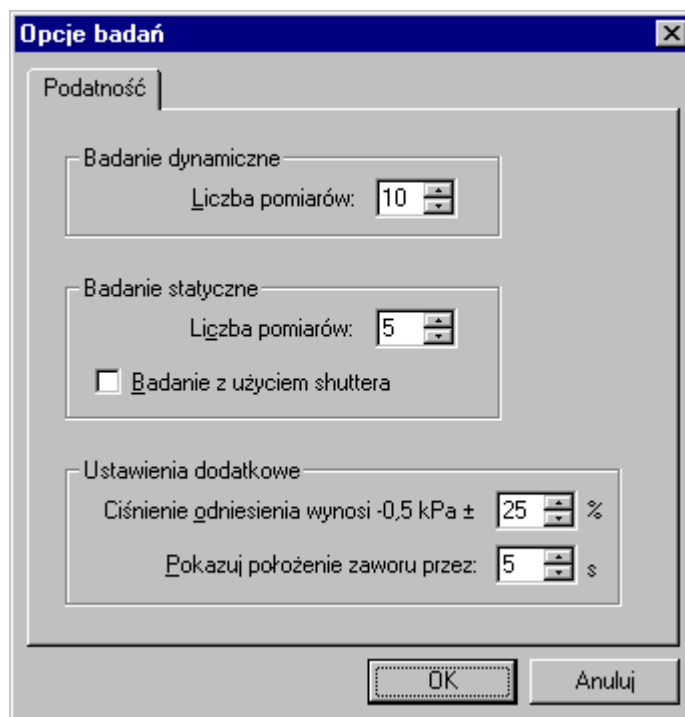 Opcje badań
Podatność
Badanie dynamiczne
Liczba pomiarów: 10
Badanie statyczne
Liczba pomiarów: 5
Badanie z użyciem shuttera
Ustawienia dodatkowe
Ciśnienie odniesienia wynosi -0,5 kPa ± 25 %
Pokazuj położenie zaworu przez: 5 s
OK Anuluj